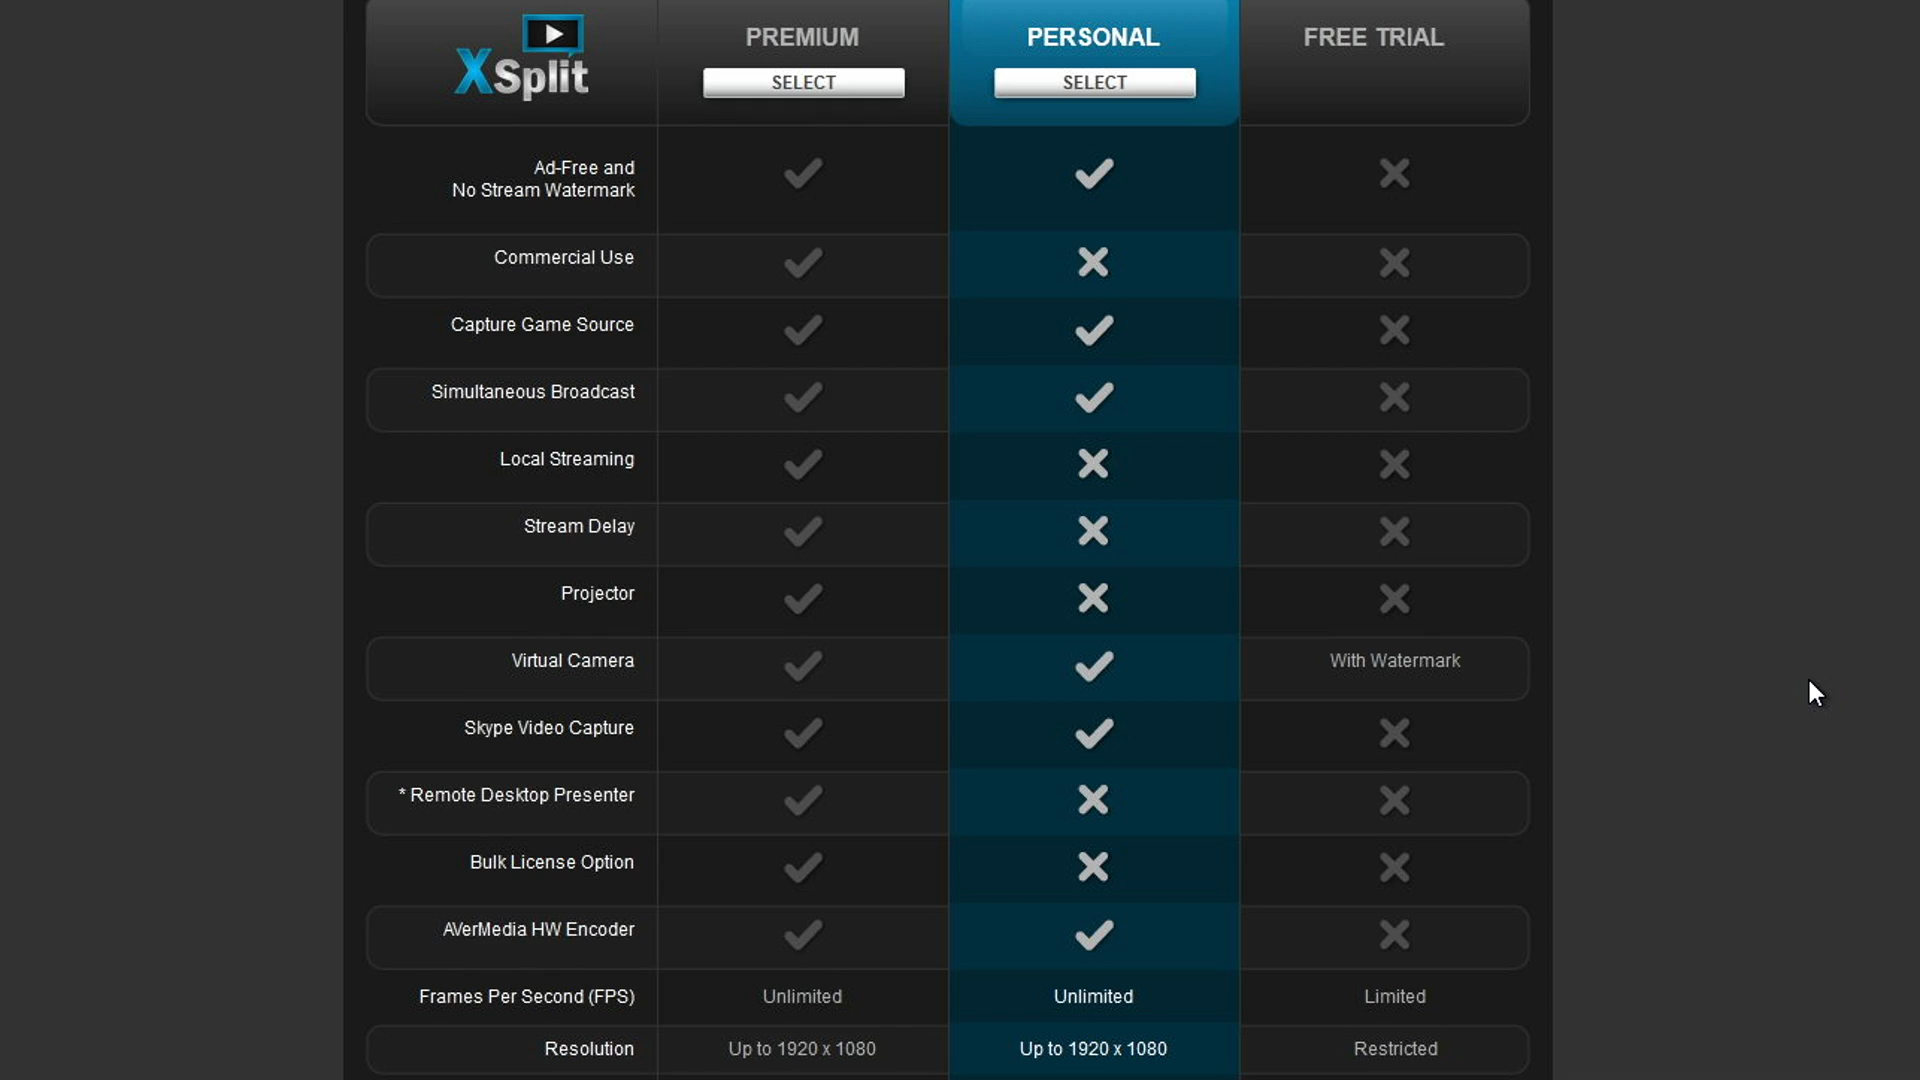 XSplit
PREMIUM
PERSONAL
FREE TRIAL
SELECT
SELECT
Ad-Free and
No Stream Watermark
Commercial Use
Capture Game Source
Simultaneous Broadcast
Local Streaming
Stream Delay
Projector
Virtual Camera
With Watermark
Skype Video Capture
* Remote Desktop Presenter
Bulk License Option
AVerMedia HW Encoder
Frames Per Second (FPS)
Unlimited
Unlimited
Limited
Resolution
Up to 1920 x 1080
Up to 1920 x 1080
Restricted